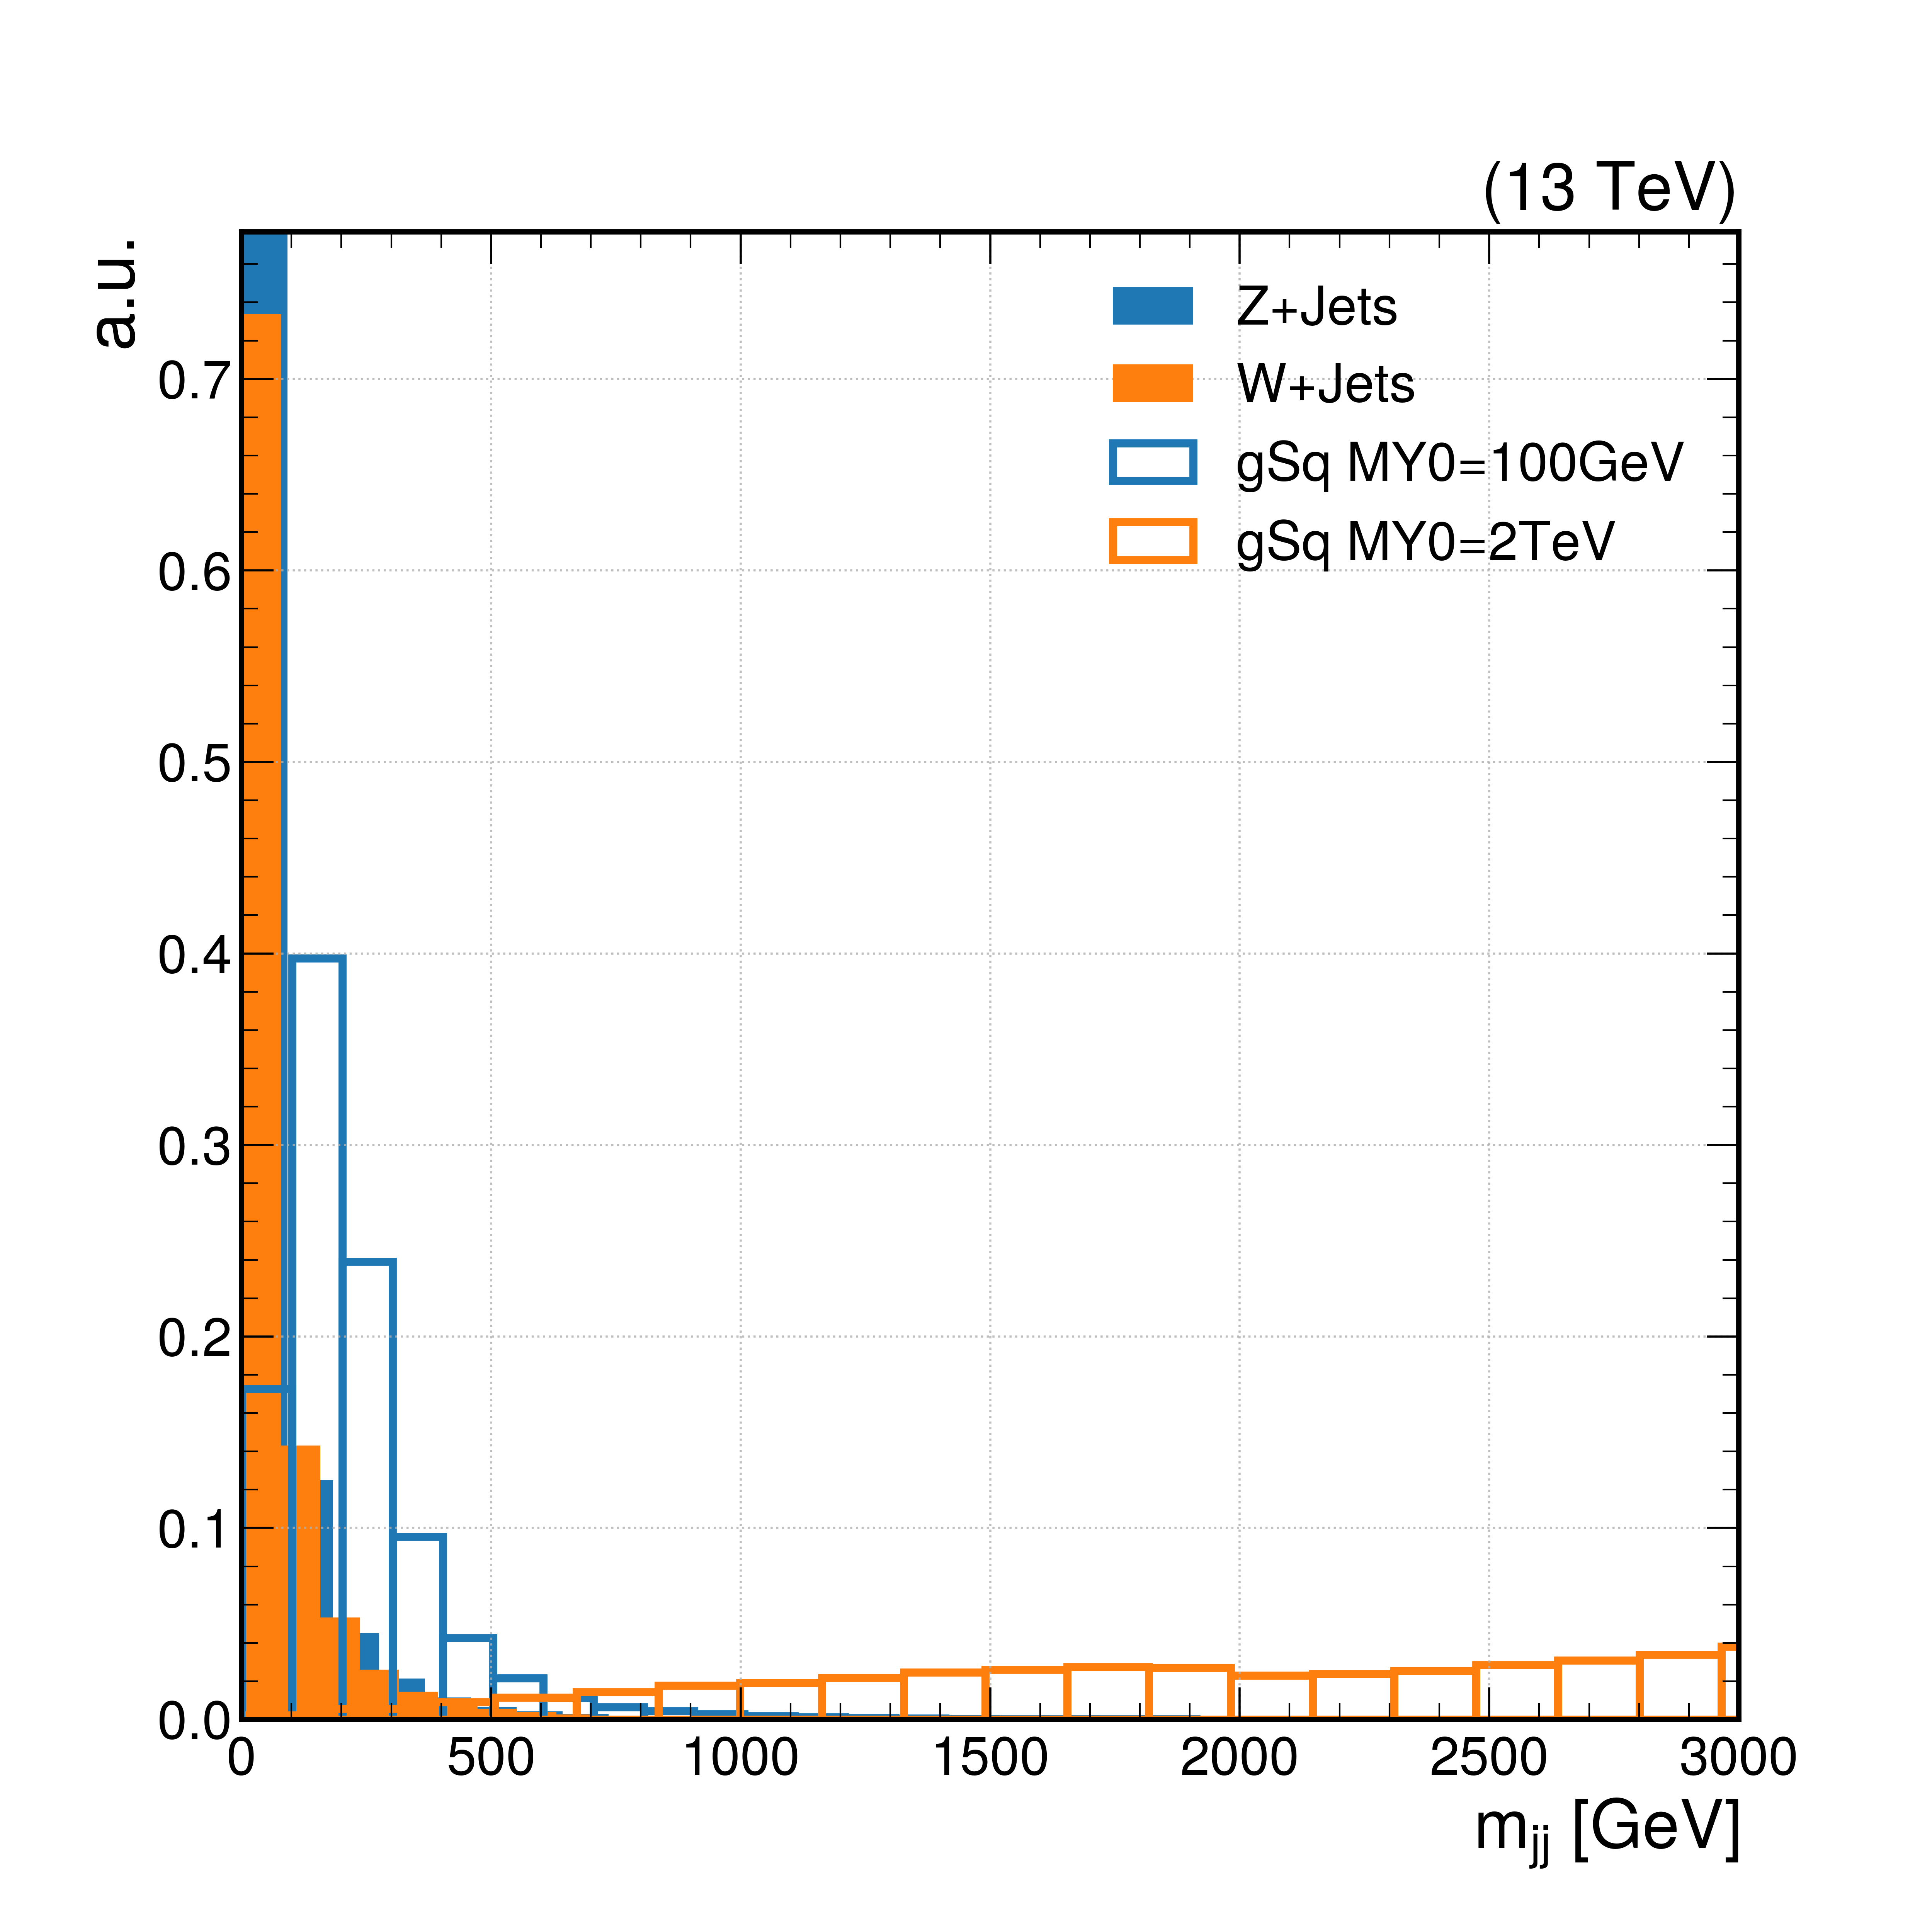 (13 TeV)
a.u.
Z+Jets
W+Jets
gSq MY0=100GeV
gSq MY0=2TeV
0.7
0.6
0.5
0.4
0.3
0.2
0.1
0.0
0 500 1000 1500 2000 2500 3000
mjj [GeV]